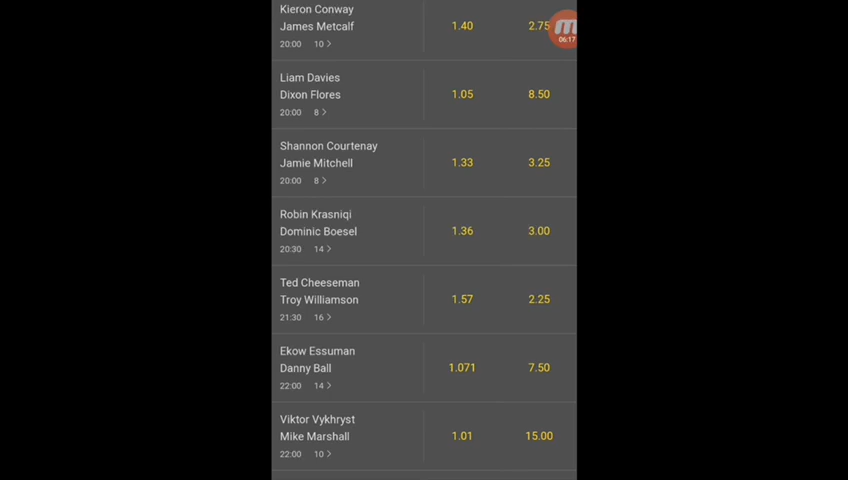 Kieron Conway
James Metcalf
1.40 2.75
20:00 10 >
06:17
Liam Davies
Dixon Flores
1.05 8.50
20:00 8 >
Shannon Courtenay
Jamie Mitchell
1.33 3.25
20:00 8 >
Robin Krasniqi
Dominic Boesel
1.36 3.00
20:30 14 >
Ted Cheeseman
Troy Williamson
1.57 2.25
21:30 16 >
Ekow Essuman
Danny Ball
1.071 7.50
22:00 14 >
Viktor Vykhryst
Mike Marshall
1.01 15.00
22:00 10 >